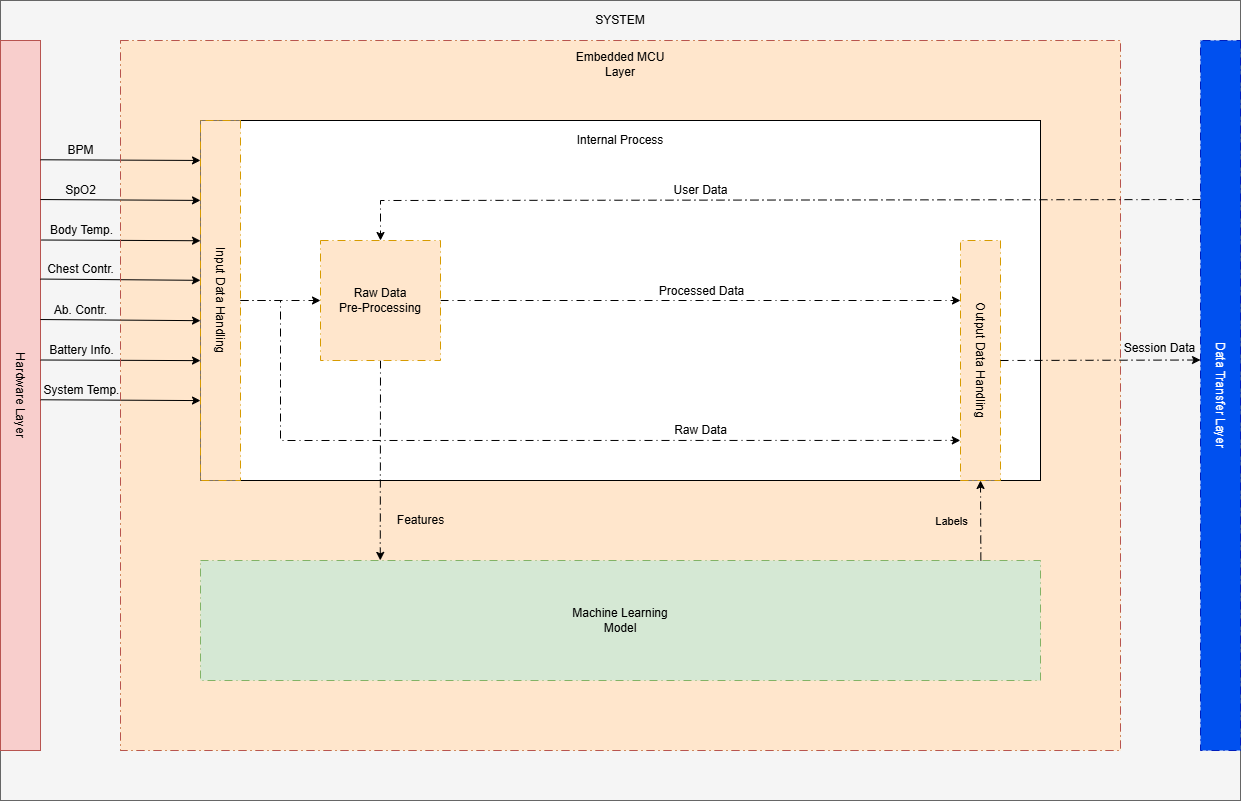 SYSTEM
Embedded MCU
Layer
Internal Process
BPM
SpO2
Body Temp.
Chest Contr.
Ab. Contr.
Battery Info.
System Temp.
Hardware Layer
Input Data Handling
User Data
Raw Data
Pre-Processing
Processed Data
Raw Data
Output Data Handling
Session Data
Data Transfer Layer
Features
Labels
Machine Learning
Model